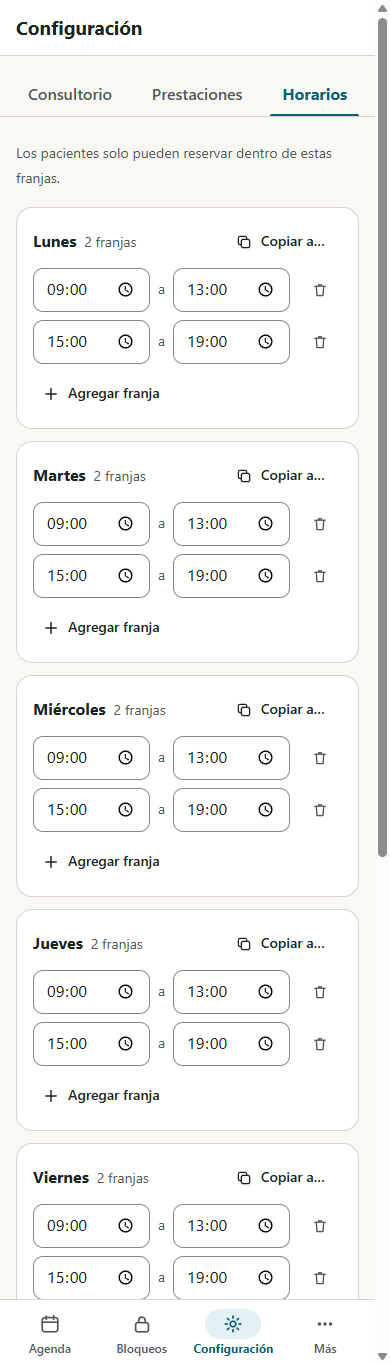 Configuración
Consultorio Prestaciones Horarios
Los pacientes solo pueden reservar dentro de estas
franjas.
Lunes 2 franjas Copiar a...
09:00 a 13:00
15:00 a 19:00
+ Agregar franja
Martes 2 franjas Copiar a...
09:00 a 13:00
15:00 a 19:00
+ Agregar franja
Miércoles 2 franjas Copiar a...
09:00 a 13:00
15:00 a 19:00
+ Agregar franja
Jueves 2 franjas Copiar a...
09:00 a 13:00
15:00 a 19:00
+ Agregar franja
Viernes 2 franjas Copiar a...
09:00 a 13:00
15:00 a 19:00
Agenda Bloqueos Configuración Más